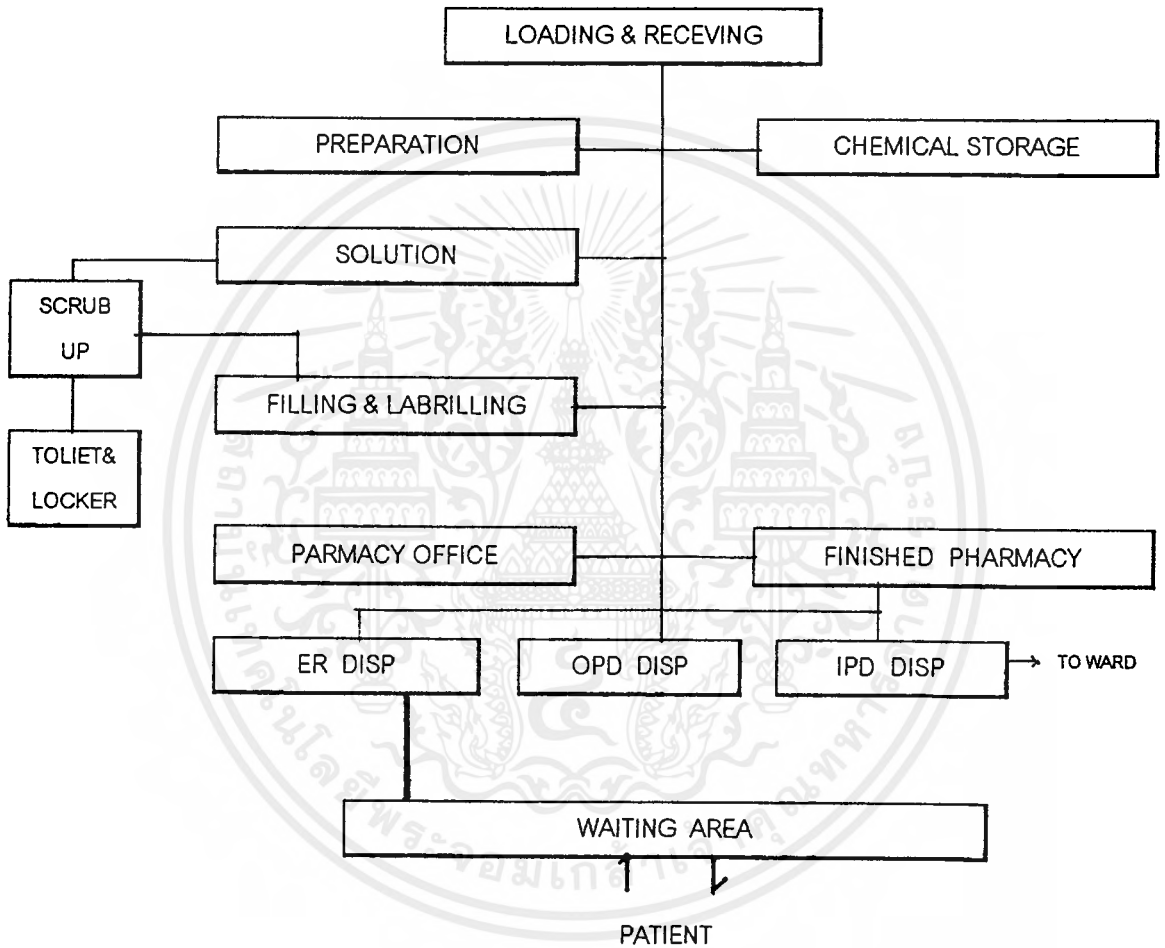 LOADING & RECEVING
PREPARATION
CHEMICAL STORAGE
SOLUTION
SCRUB
UP
FILLING & LABRILLING
TOLIET&
LOCKER
PARMACY OFFICE
FINISHED PHARMACY
ER DISP
OPD DISP
IPD DISP
TO WARD
WAITING AREA
PATIENT